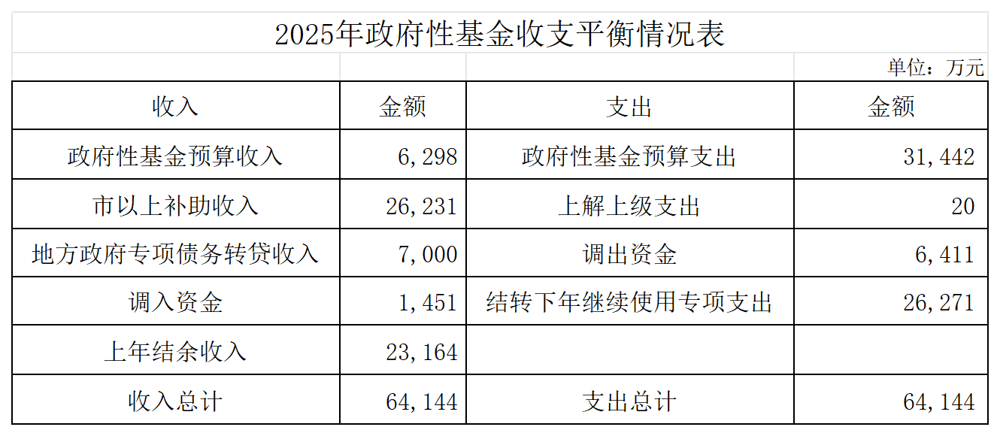 2025年政府性基金收支平衡情况表
单位：万元
收入 金额 支出 金额
政府性基金预算收入 6,298 政府性基金预算支出 31,442
市以上补助收入 26,231 上解上级支出 20
地方政府专项债务转贷收入 7,000 调出资金 6,411
调入资金 1,451 结转下年继续使用专项支出 26,271
上年结余收入 23,164
收入总计 64,144 支出总计 64,144